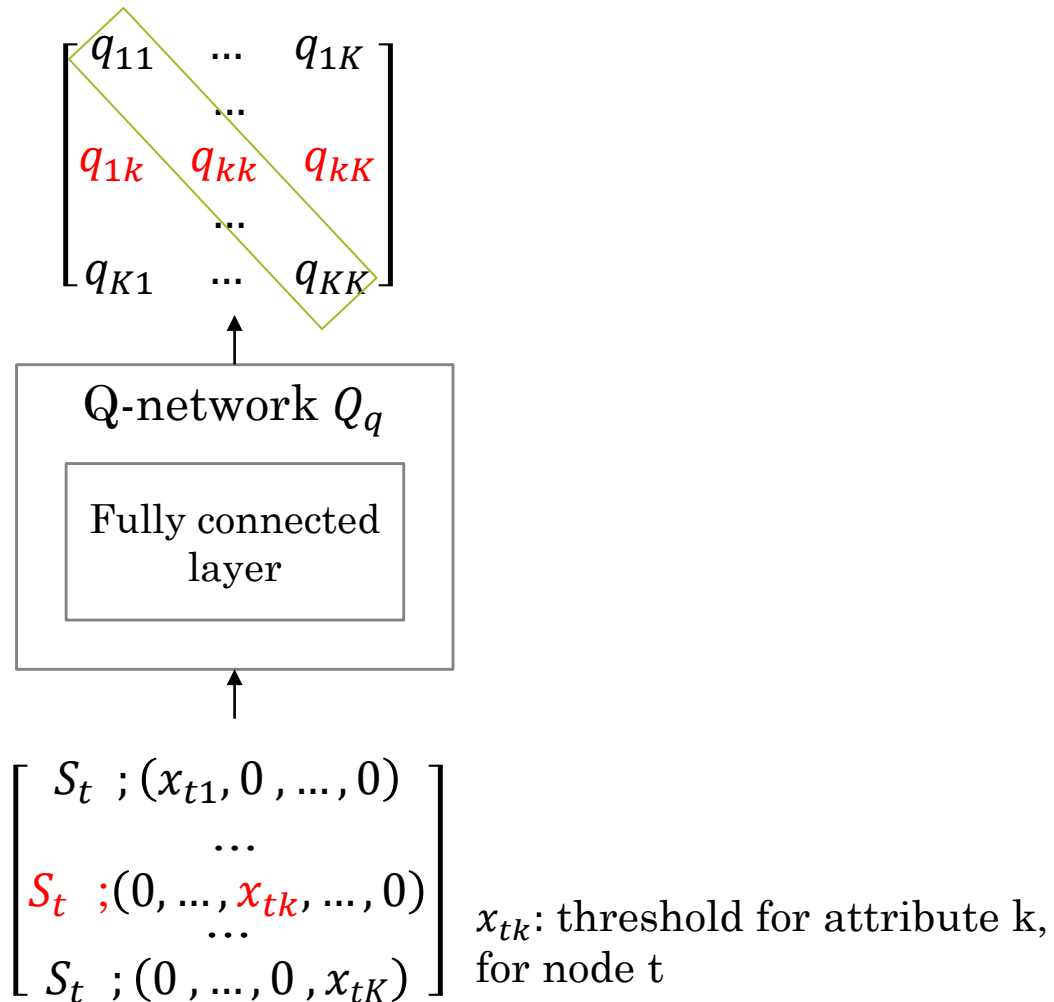 q₁₁ ... q₁K
...
q₁k qkk qkK
...
qK₁ ... qKK
Q-network Qq
Fully connected
layer
Sₜ ; (xₜ₁, 0 , ..., 0)
...
Sₜ ;(0, ..., xₜk, ..., 0)
...
Sₜ ; (0 , ..., 0 , xₜK)
xₜk: threshold for attribute k,
for node t